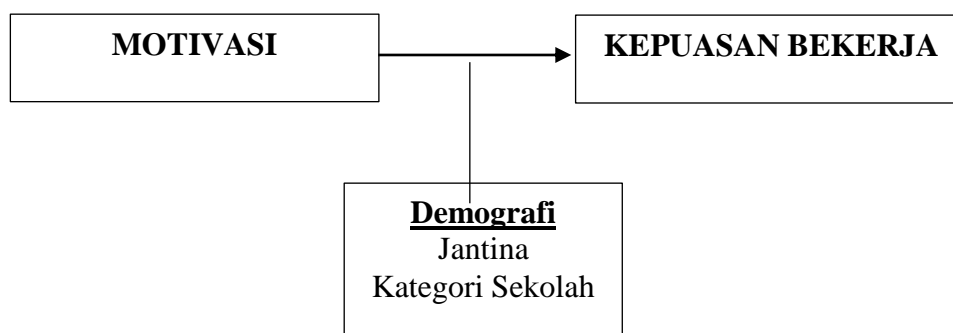 MOTIVASI
KEPUASAN BEKERJA
Demografi
Jantina
Kategori Sekolah